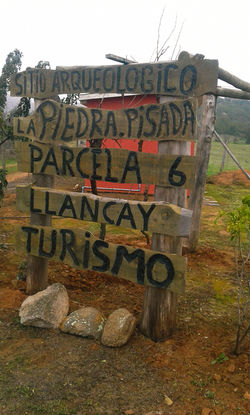 SITIO ARQUEOLOGICO
LA PIEDRA PISADA
PARCELA 6
LLANCAY
TURISMO